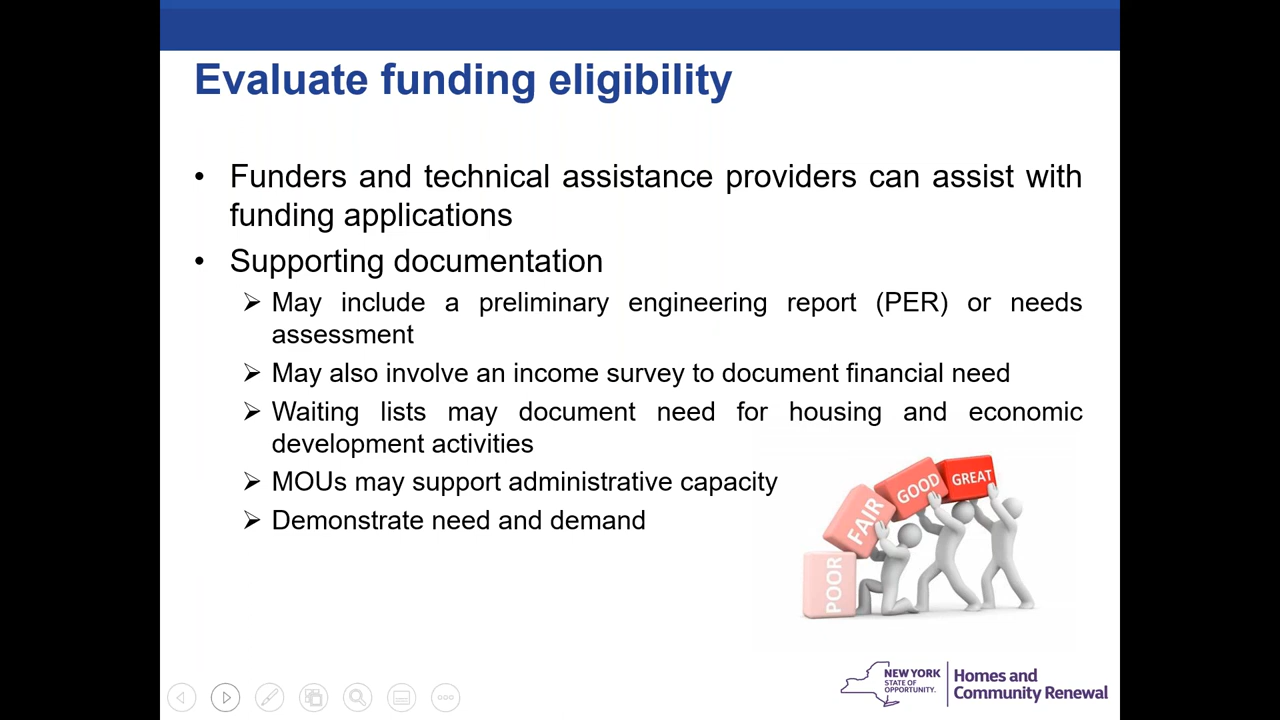 Evaluate funding eligibility
• Funders and technical assistance providers can assist with
funding applications
• Supporting documentation
➢ May include a preliminary engineering report (PER) or needs
assessment
➢ May also involve an income survey to document financial need
➢ Waiting lists may document need for housing and economic
development activities
➢ MOUs may support administrative capacity
➢ Demonstrate need and demand
POOR
FAIR
GOOD
GREAT
NEW YORK
STATE OF
OPPORTUNITY.
Homes and
Community Renewal